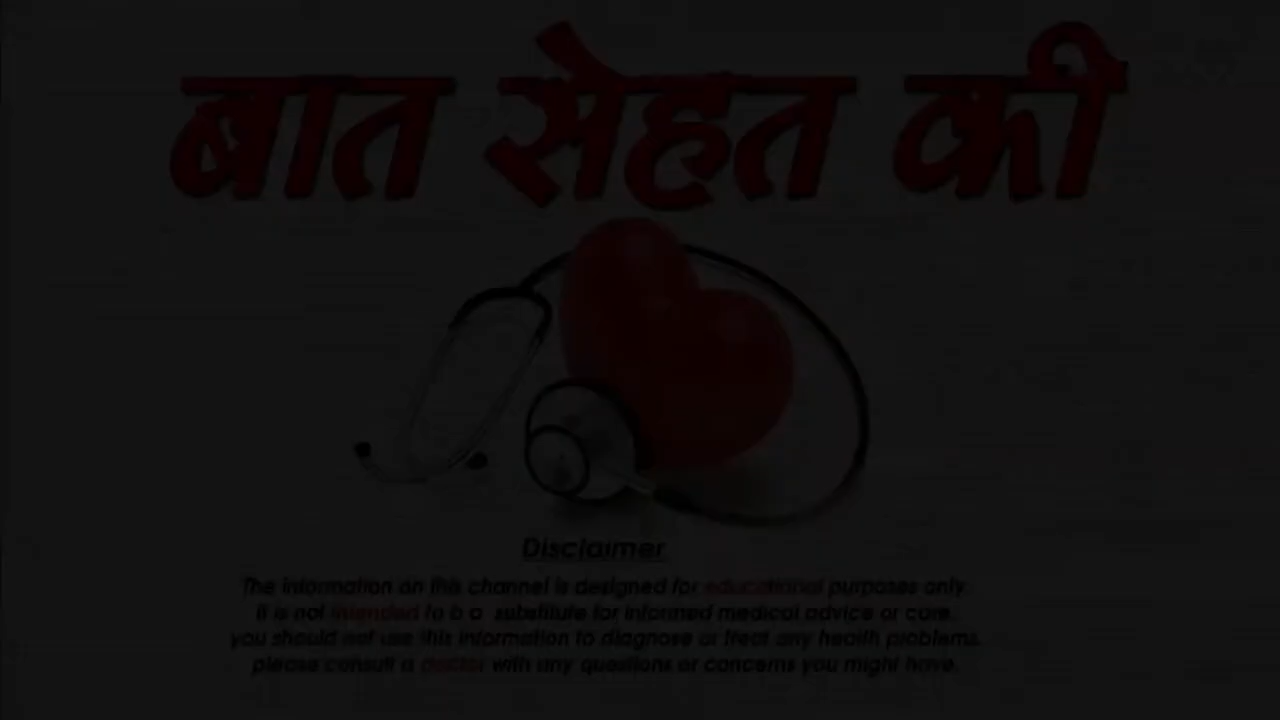 बात सेहत की
Disclaimer
The information on this channel is designed for educational purposes only.
it is not intended to b a substitute for informed medical advice or care.
you should not use this information to diagnose or treat any health problems.
please consult a doctor with any questions or concerns you might have.